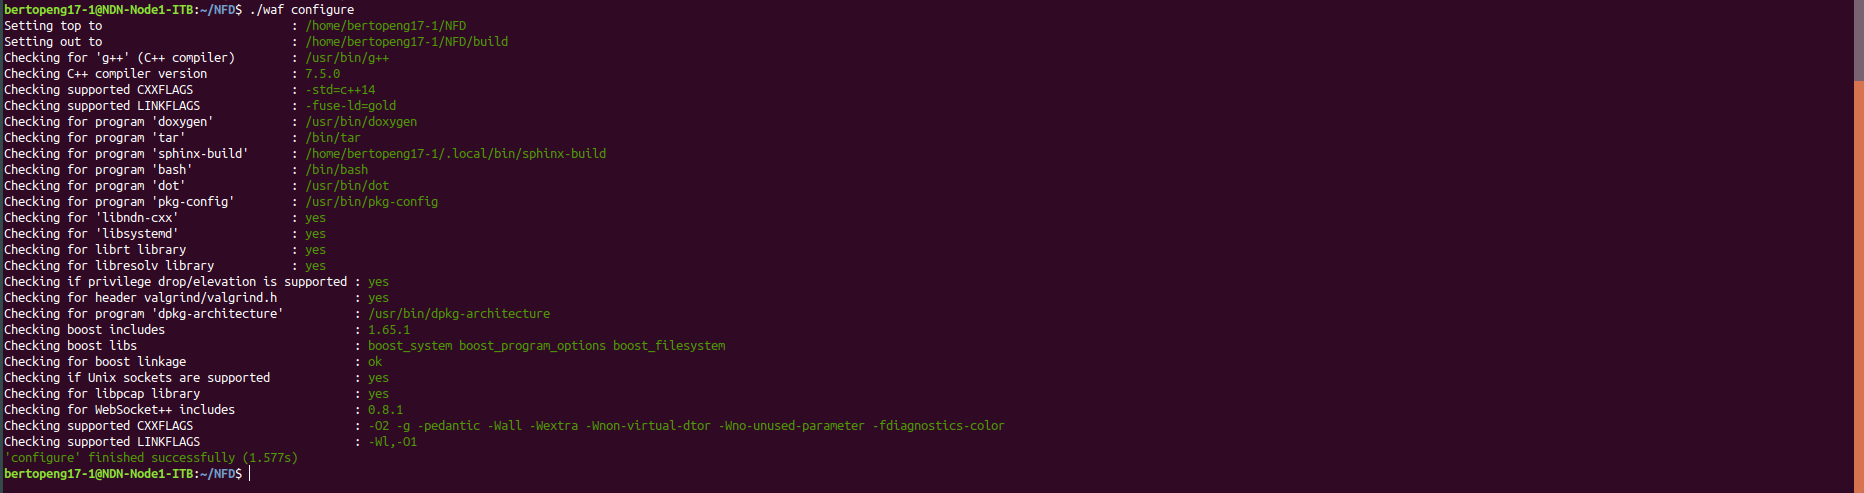 bertopeng17-1@NDN-Node1-ITB:~/NFD$ ./waf configure
Setting top to                           : /home/bertopeng17-1/NFD
Setting out to                           : /home/bertopeng17-1/NFD/build
Checking for 'g++' (C++ compiler)        : /usr/bin/g++
Checking C++ compiler version            : 7.5.0
Checking supported CXXFLAGS              : -std=c++14
Checking supported LINKFLAGS             : -fuse-ld=gold
Checking for program 'doxygen'           : /usr/bin/doxygen
Checking for program 'tar'               : /bin/tar
Checking for program 'sphinx-build'      : /home/bertopeng17-1/.local/bin/sphinx-build
Checking for program 'bash'              : /bin/bash
Checking for program 'dot'               : /usr/bin/dot
Checking for program 'pkg-config'        : /usr/bin/pkg-config
Checking for 'libndn-cxx'                : yes
Checking for 'libsystemd'                : yes
Checking for librt library               : yes
Checking for libresolv library           : yes
Checking if privilege drop/elevation is supported : yes
Checking for header valgrind/valgrind.h           : yes
Checking for program 'dpkg-architecture'          : /usr/bin/dpkg-architecture
Checking boost includes                           : 1.65.1
Checking boost libs                               : boost_system boost_program_options boost_filesystem
Checking for boost linkage                        : ok
Checking if Unix sockets are supported            : yes
Checking for libpcap library                      : yes
Checking for WebSocket++ includes                 : 0.8.1
Checking supported CXXFLAGS                       : -O2 -g -pedantic -Wall -Wextra -Wnon-virtual-dtor -Wno-unused-parameter -fdiagnostics-color
Checking supported LINKFLAGS                      : -Wl,-O1
'configure' finished successfully (1.577s)
bertopeng17-1@NDN-Node1-ITB:~/NFD$